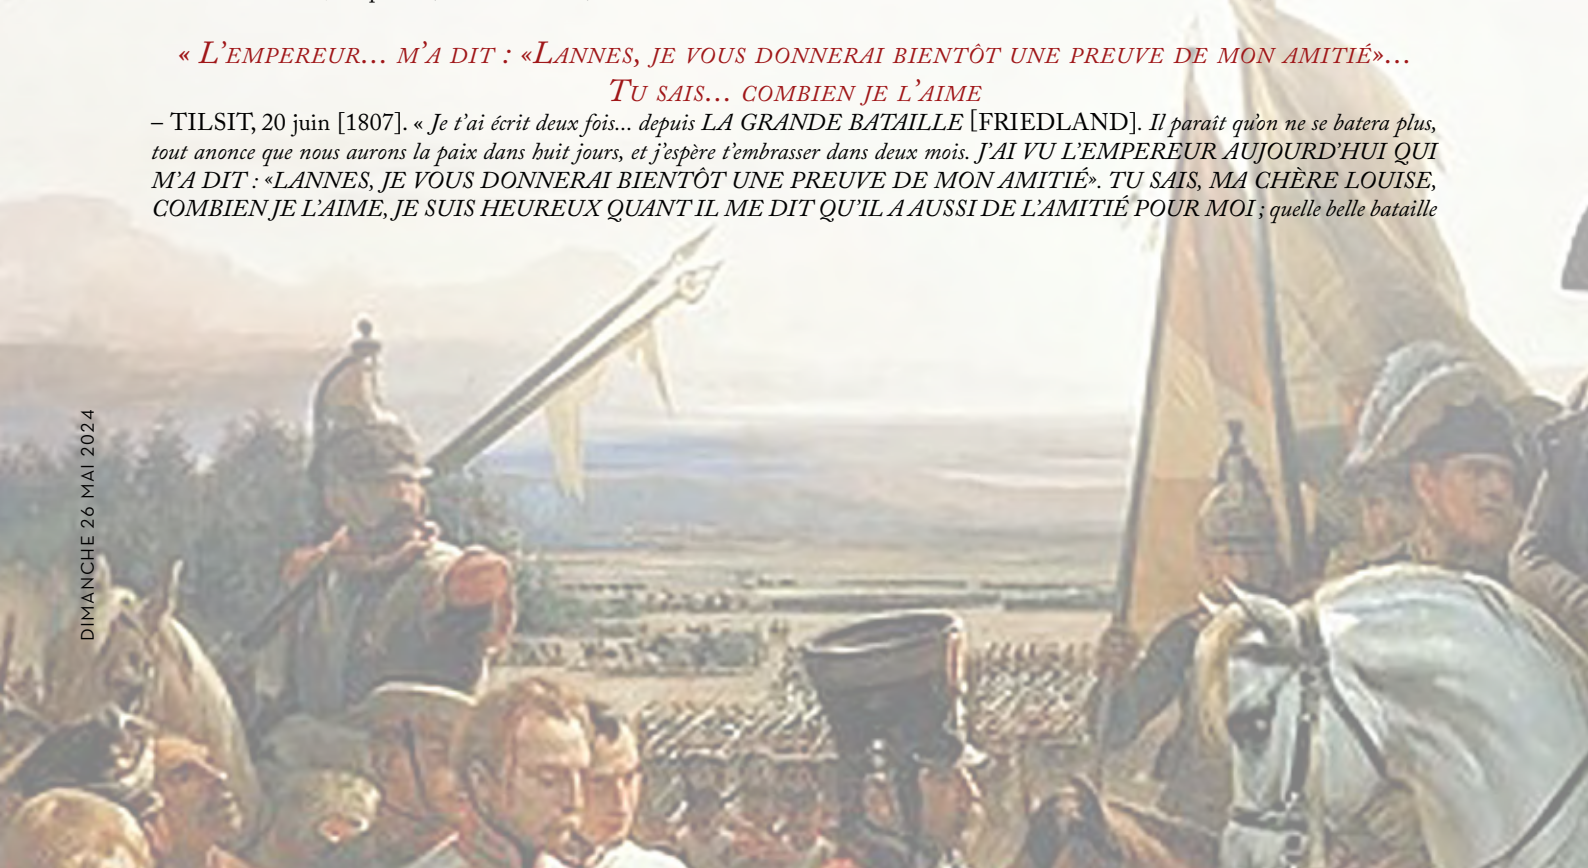 « L’EMPEREUR... M’A DIT : «LANNES, JE VOUS DONNERAI BIENTÔT UNE PREUVE DE MON AMITIÉ»...
TU SAIS... COMBIEN JE L’AIME
– TILSIT, 20 juin [1807]. « Je t’ai écrit deux fois... depuis LA GRANDE BATAILLE [FRIEDLAND]. Il paraît qu’on ne se batera plus,
tout anonce que nous aurons la paix dans huit jours, et j’espère t’embrasser dans deux mois. J’AI VU L’EMPEREUR AUJOURD’HUI QUI
M’A DIT : «LANNES, JE VOUS DONNERAI BIENTÔT UNE PREUVE DE MON AMITIÉ». TU SAIS, MA CHÈRE LOUISE,
COMBIEN JE L’AIME, JE SUIS HEUREUX QUANT IL ME DIT QU’IL A AUSSI DE L’AMITIÉ POUR MOI ; quelle belle bataille
DIMANCHE 26 MAI 2024